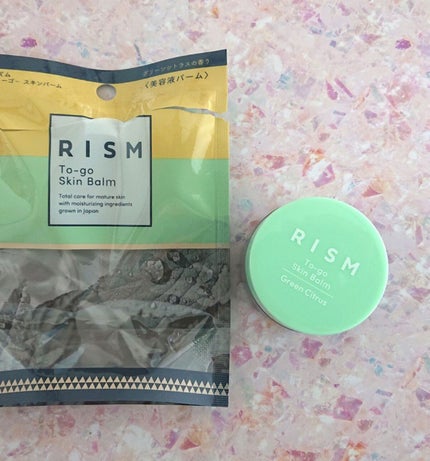 グリーンシトラスの香り
ゴー スキンバーム
〈美容液バーム〉
RISM
To-go
Skin Balm
Total care for mature skin
with moisturizing ingredients
grown in Japan
RISM
To-go
Skin Balm
Green Citrus